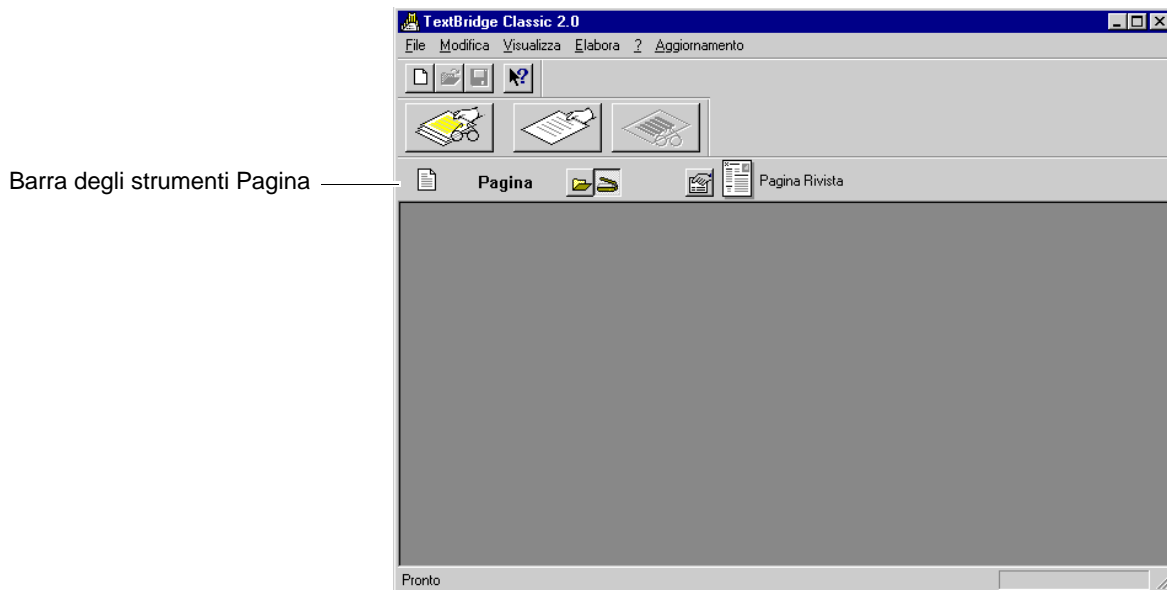 TextBridge Classic 2.0
File Modifica Visualizza Elabora ? Aggiornamento
Barra degli strumenti Pagina
Pagina
Pagina Rivista
Pronto